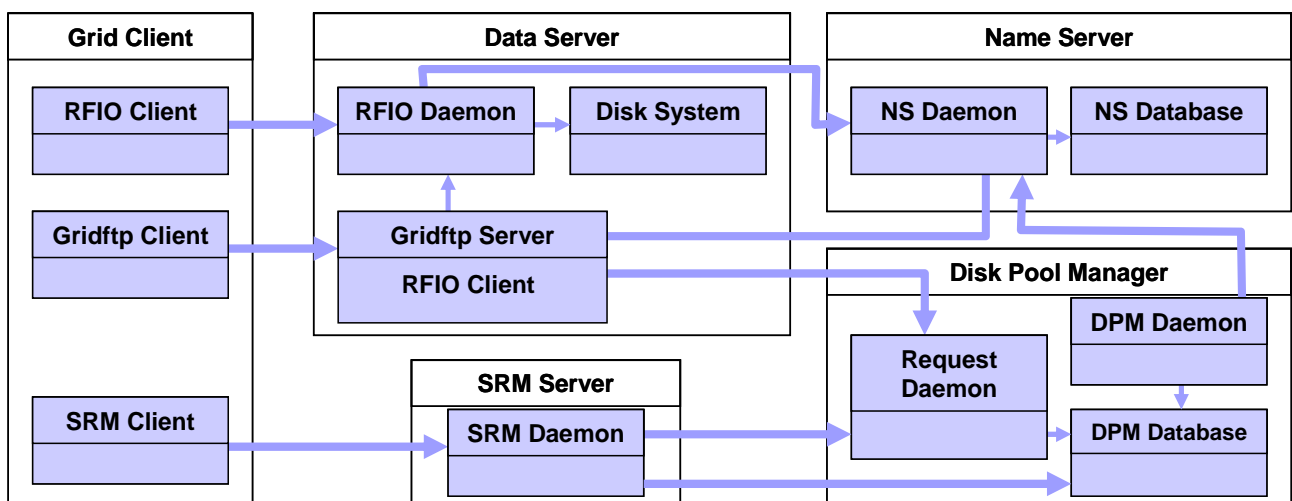 Grid Client
RFIO Client
Gridftp Client
SRM Client
Data Server
RFIO Daemon
Disk System
Gridftp Server
RFIO Client
SRM Server
SRM Daemon
Name Server
NS Daemon
NS Database
Disk Pool Manager
DPM Daemon
Request
Daemon
DPM Database